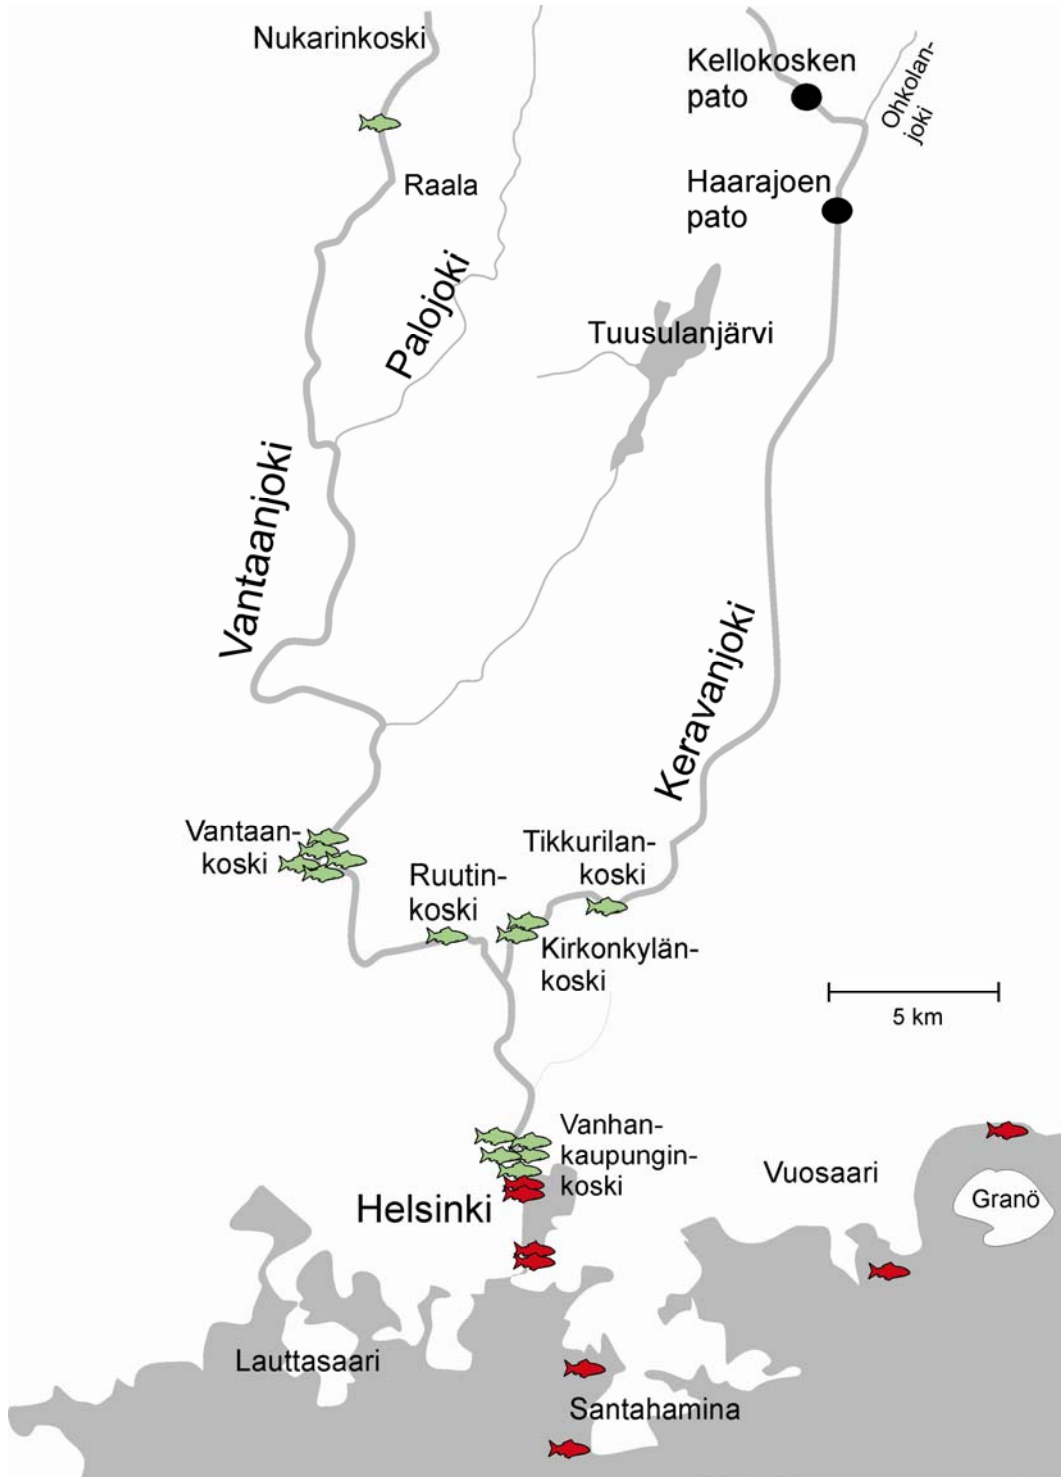 Nukarinkoski
Kellokosken
pato
Ohkolan-
joki
Raala
Haarajoen
pato
Palojoki
Tuusulanjärvi
Vantaanjoki
Keravanjoki
Vantaan-
koski
Tikkurilan-
koski
Ruutin-
koski
Kirkonkylän-
koski
5 km
Vanhan-
kaupungin-
koski
Vuosaari
Granö
Helsinki
Lauttasaari
Santahamina